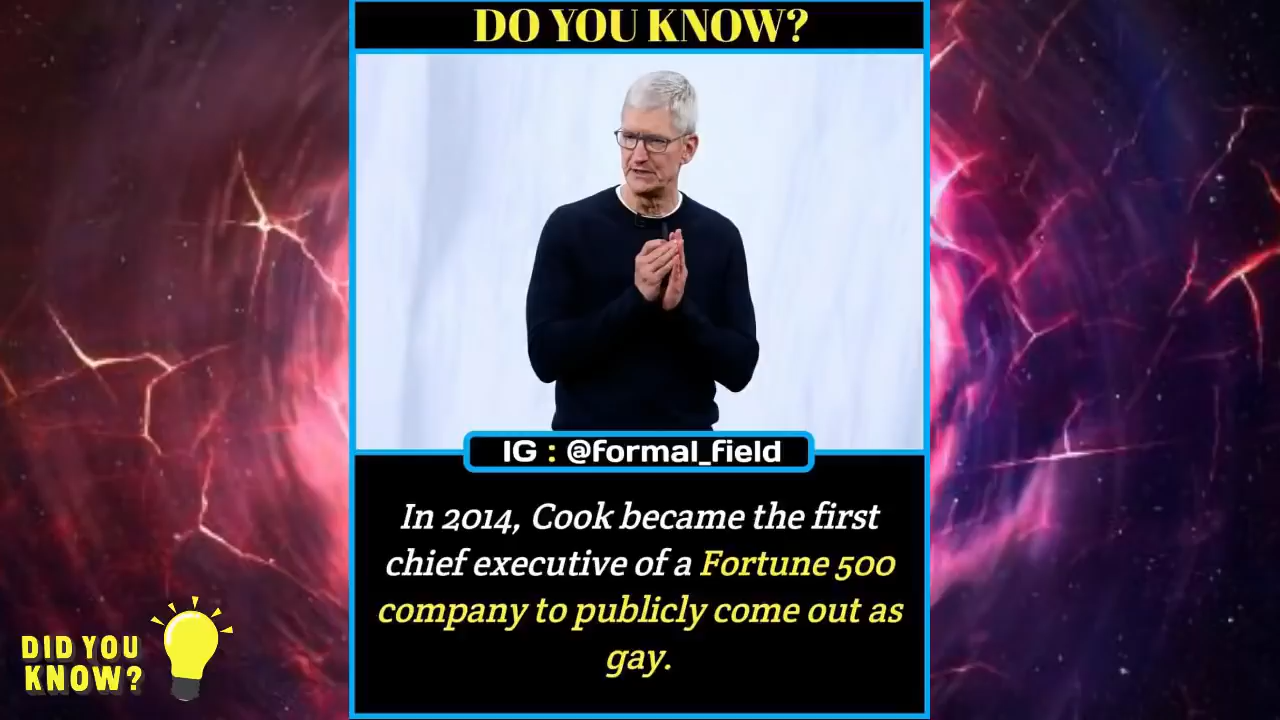 DO YOU KNOW?
IG : @formal_field
In 2014, Cook became the first
chief executive of a Fortune 500
company to publicly come out as
gay.
DID YOU
KNOW?